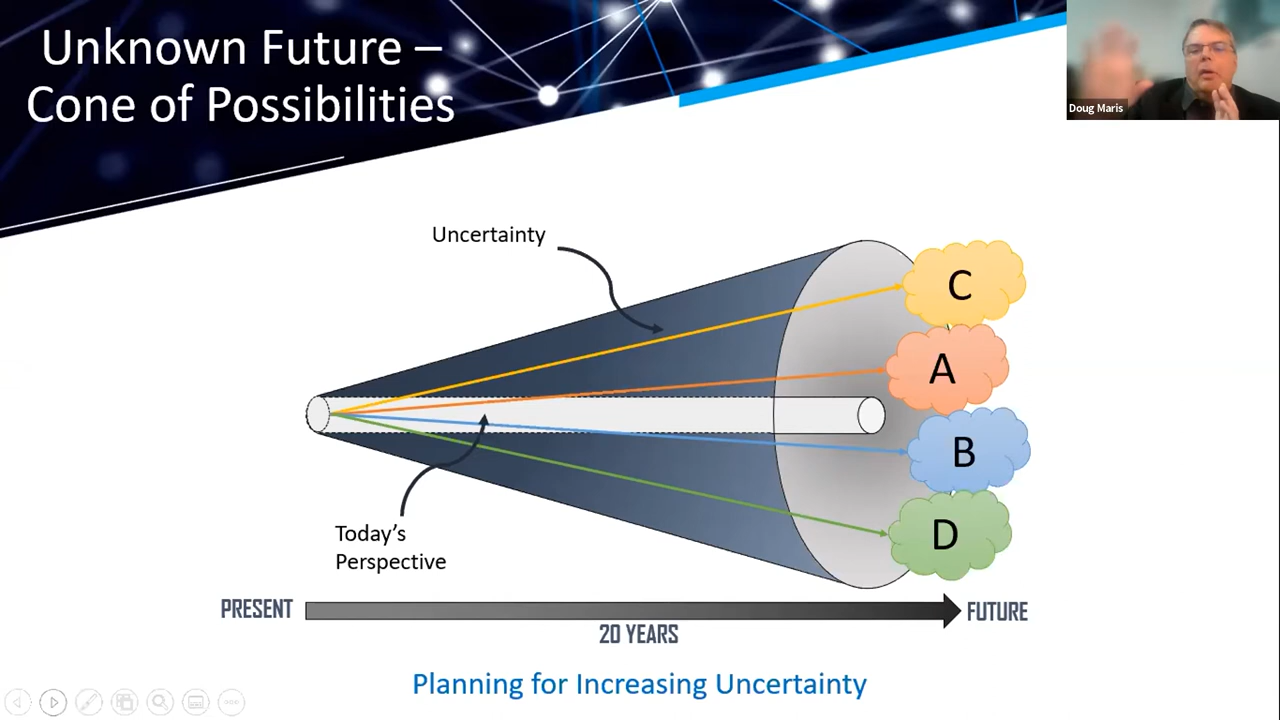 Unknown Future –
Cone of Possibilities
Doug Maris
Uncertainty
C
A
B
D
Today's
Perspective
PRESENT
FUTURE
20 YEARS
Planning for Increasing Uncertainty